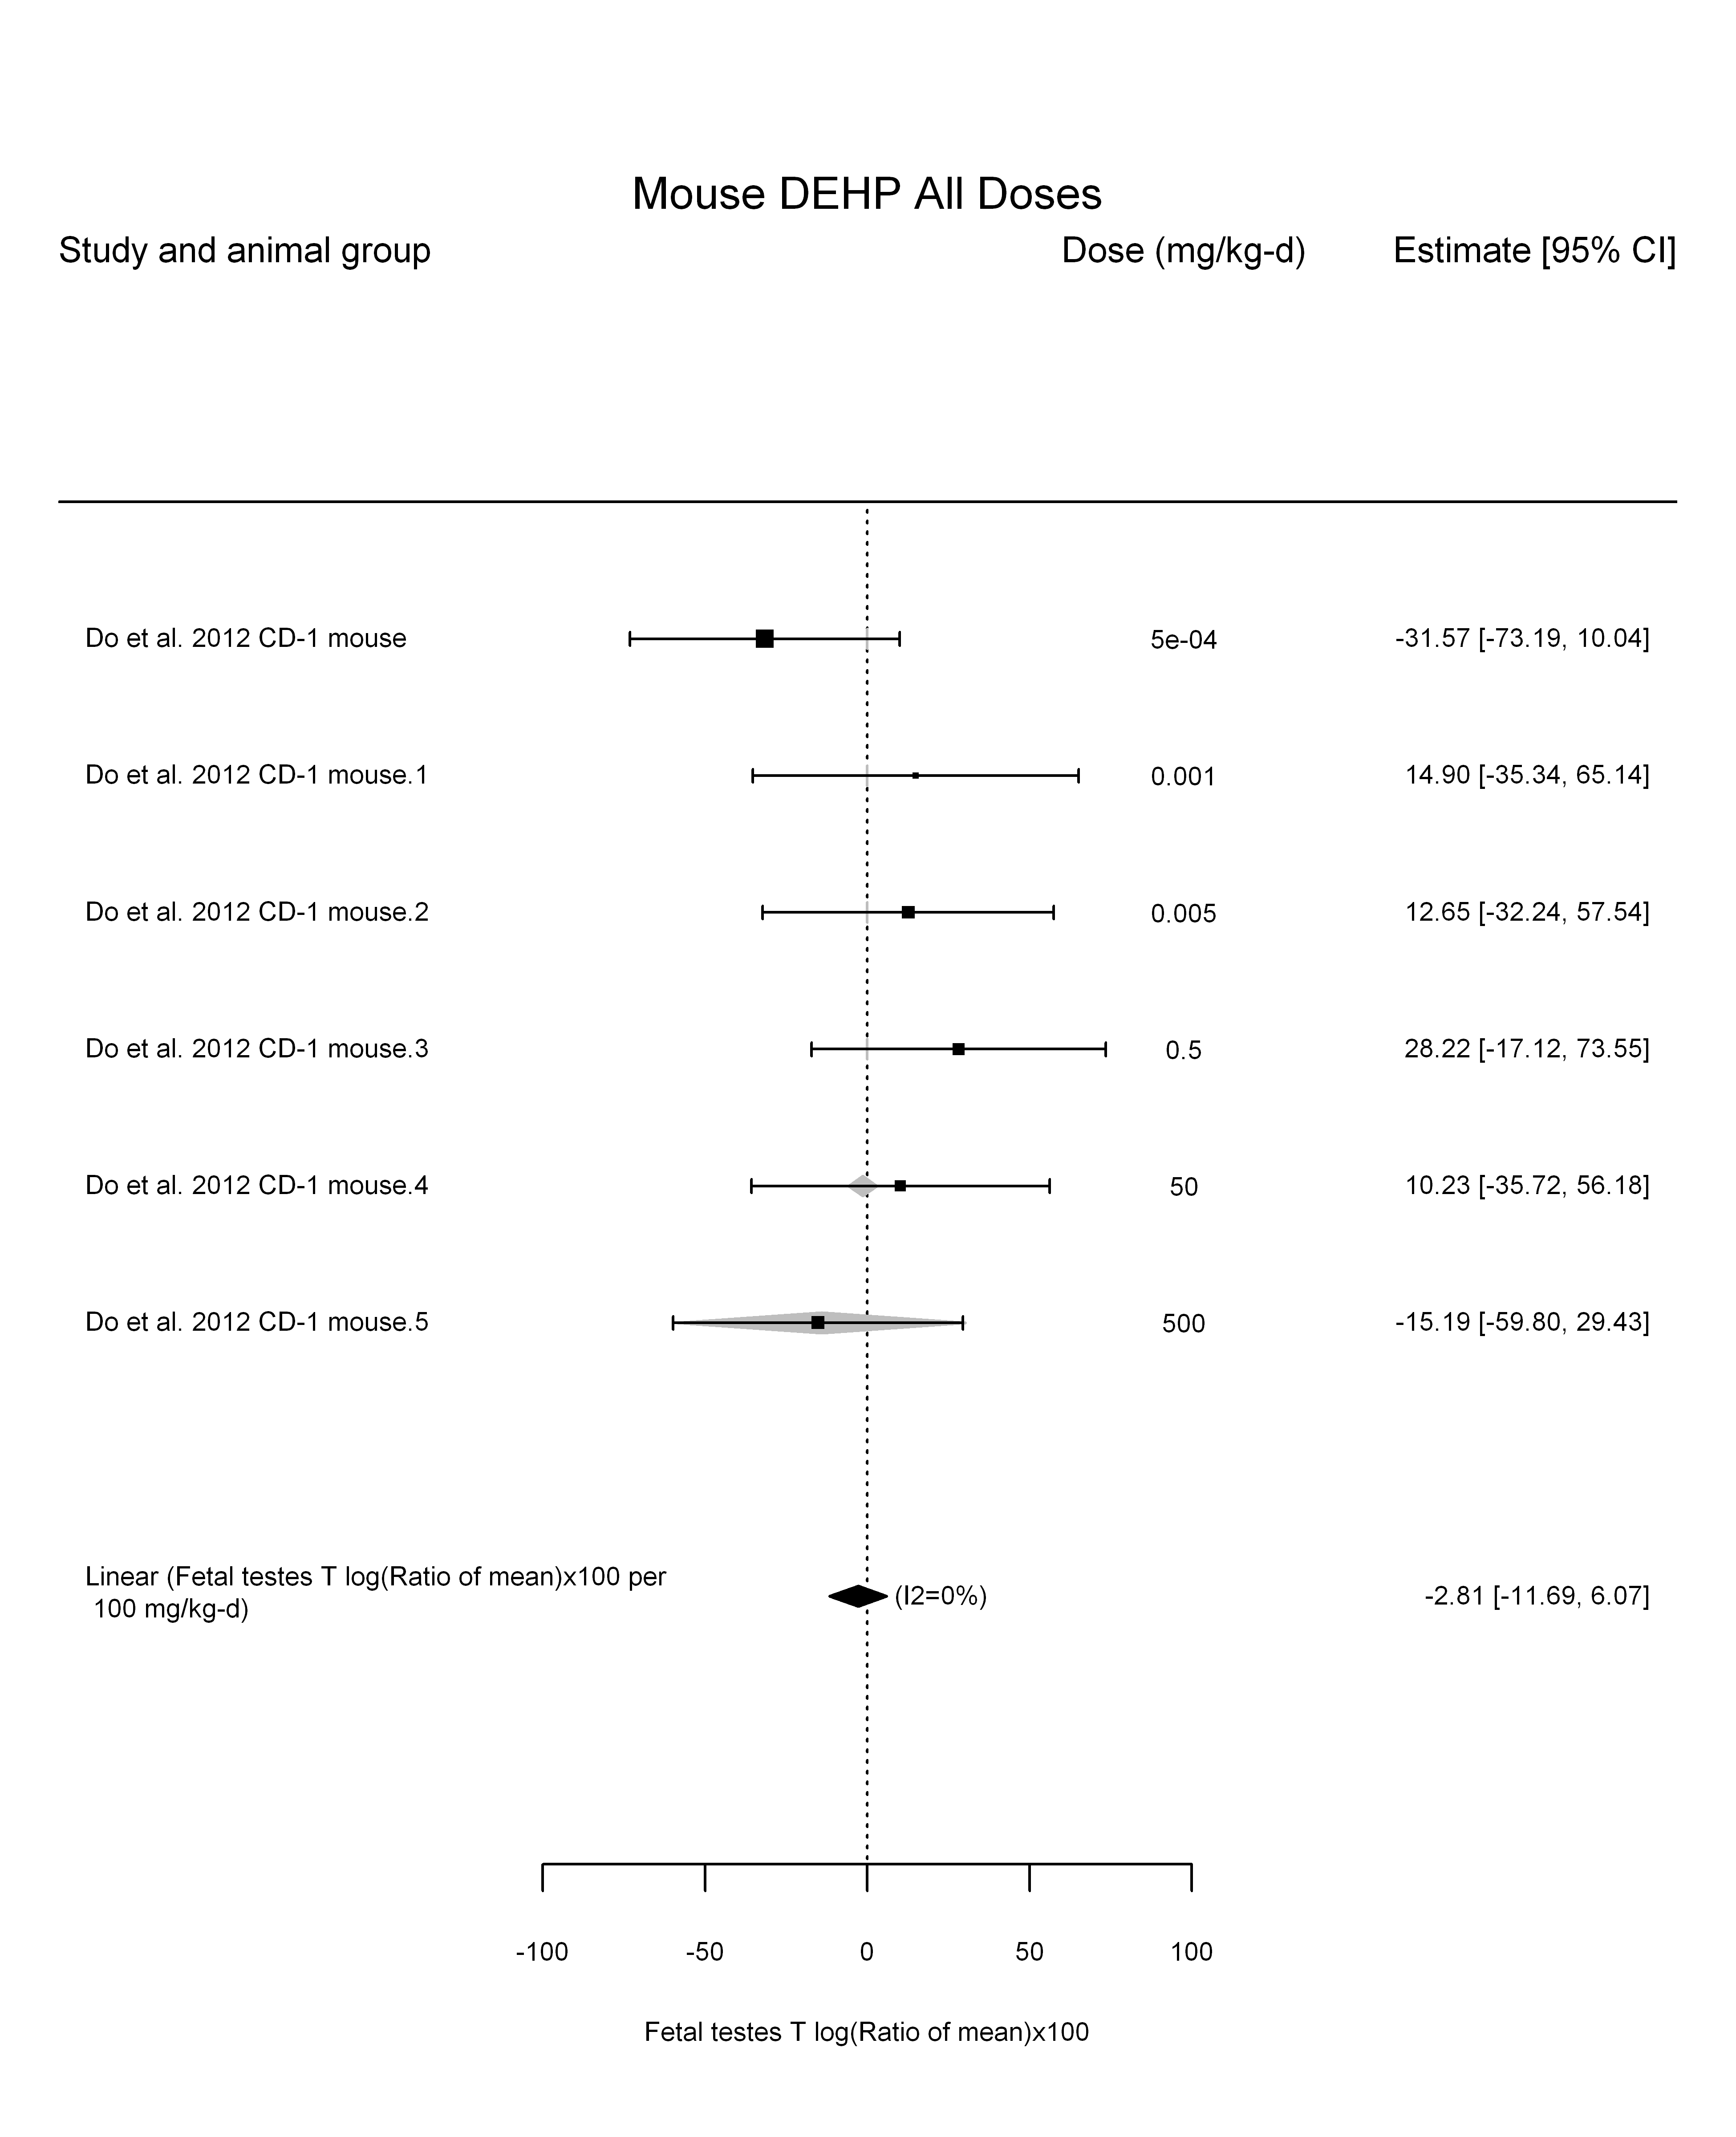 Mouse DEHP All Doses
Study and animal group Dose (mg/kg-d) Estimate [95% CI]
Do et al. 2012 CD-1 mouse 5e-04 -31.57 [-73.19, 10.04]
Do et al. 2012 CD-1 mouse.1 0.001 14.90 [-35.34, 65.14]
Do et al. 2012 CD-1 mouse.2 0.005 12.65 [-32.24, 57.54]
Do et al. 2012 CD-1 mouse.3 0.5 28.22 [-17.12, 73.55]
Do et al. 2012 CD-1 mouse.4 50 10.23 [-35.72, 56.18]
Do et al. 2012 CD-1 mouse.5 500 -15.19 [-59.80, 29.43]
Linear (Fetal testes T log(Ratio of mean)x100 per
100 mg/kg-d) (I2=0%) -2.81 [-11.69, 6.07]
-100 -50 0 50 100
Fetal testes T log(Ratio of mean)x100